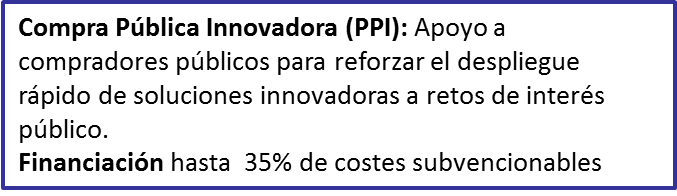 Compra Pública Innovadora (PPI): Apoyo a
compradores públicos para reforzar el despliegue
rápido de soluciones innovadoras a retos de interés
público.
Financiación hasta  35% de costes subvencionables